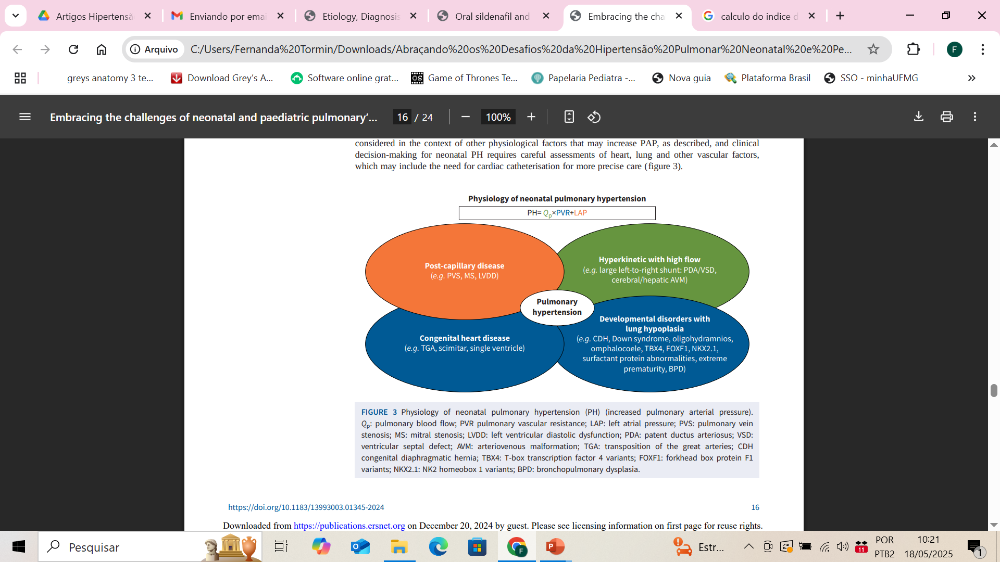 Artigos Hipertensã
Enviando por emai
Etiology, Diagnosis
Oral sildenafil and
Embracing the cha
calculo do indice d
Arquivo
C:/Users/Fernanda%20Tormin/Downloads/Abraçando%20os%20Desafios%20da%20Hipertensão%20Pulmonar%20Neonatal%20e%20Pe...
F
greys anatomy 3 te...
Download Grey's A...
Software online grat...
Game of Thrones Te...
Papelaria Pediatra -...
Nova guia
Plataforma Brasil
SSO - minhaUFMG
Embracing the challenges of neonatal and paediatric pulmonary'...
16 / 24
100%
considered in the context of other physiological factors that may increase PAP, as described, and clinical
decision-making for neonatal PH requires careful assessments of heart, lung and other vascular factors,
which may include the need for cardiac catheterisation for more precise care (figure 3).
Physiology of neonatal pulmonary hypertension
PH= Qp×PVR+LAP
Post-capillary disease
(e.g. PVS, MS, LVDD)
Hyperkinetic with high flow
(e.g. large left-to-right shunt: PDA/VSD,
cerebral/hepatic AVM)
Pulmonary
hypertension
Congenital heart disease
(e.g. TGA, scimitar, single ventricle)
Developmental disorders with
lung hypoplasia
(e.g. CDH, Down syndrome, oligohydramnios,
omphalocoele, TBX4, FOXF1, NKX2.1,
surfactant protein abnormalities, extreme
prematurity, BPD)
FIGURE 3 Physiology of neonatal pulmonary hypertension (PH) (increased pulmonary arterial pressure).
Qp: pulmonary blood flow; PVR pulmonary vascular resistance; LAP: left atrial pressure; PVS: pulmonary vein
stenosis; MS: mitral stenosis; LVDD: left ventricular diastolic dysfunction; PDA: patent ductus arteriosus; VSD:
ventricular septal defect; AVM: arteriovenous malformation; TGA: transposition of the great arteries; CDH
congenital diaphragmatic hernia; TBX4: T-box transcription factor 4 variants; FOXF1: forkhead box protein F1
variants; NKX2.1: NK2 homeobox 1 variants; BPD: bronchopulmonary dysplasia.
https://doi.org/10.1183/13993003.01345-2024
16
Downloaded from https://publications.ersnet.org on December 20, 2024 by guest. Please see licensing information on first page for reuse rights.
Pesquisar
Estr...
11
POR
PTB2
10:21
18/05/2025
1